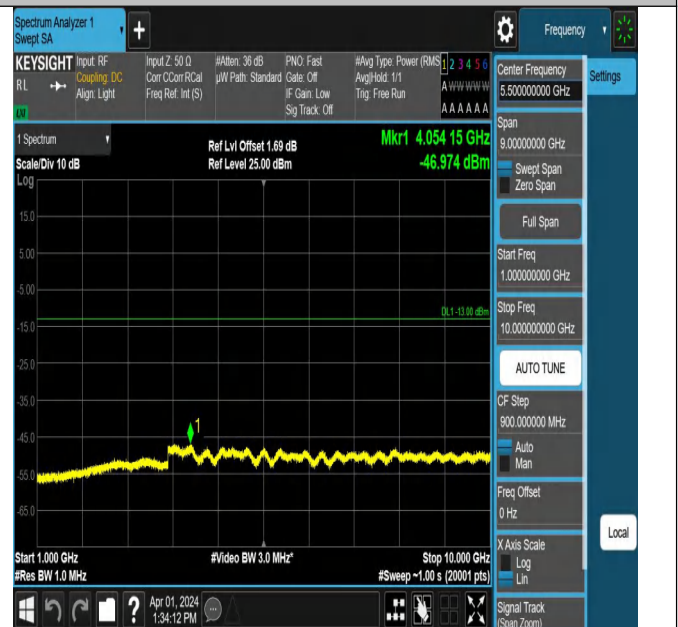 Spectrum Analyzer 1
Swept SA
+
Frequency
KEYSIGHT
RL
LXI
Input: RF
Coupling: DC
Align: Light
Input Z: 50 Ω
Corr CCorr RCal
Freq Ref: Int (S)
#Atten: 36 dB
µW Path: Standard
PNO: Fast
Gate: Off
IF Gain: Low
Sig Track: Off
#Avg Type: Power (RMS
Avg|Hold: 1/1
Trig: Free Run
1 2 3 4 5 6
A W W W W W
A A A A A A
1 Spectrum
Scale/Div 10 dB
Log
Ref Lvl Offset 1.69 dB
Ref Level 25.00 dBm
Mkr1 4.054 15 GHz
-46.974 dBm
15.0
5.00
-5.00
-15.0
-25.0
-35.0
-45.0
-55.0
-65.0
DL1 -13.00 dBm
1
Start 1.000 GHz
#Res BW 1.0 MHz
#Video BW 3.0 MHz*
Stop 10.000 GHz
#Sweep ~1.00 s (20001 pts)
Center Frequency
5.500000000 GHz
Settings
Span
9.00000000 GHz
Swept Span
Zero Span
Full Span
Start Freq
1.000000000 GHz
Stop Freq
10.000000000 GHz
AUTO TUNE
CF Step
900.000000 MHz
Auto
Man
Freq Offset
0 Hz
Local
X Axis Scale
Log
Lin
Signal Track
(Span Zoom)
?
Apr 01, 2024
1:34:12 PM